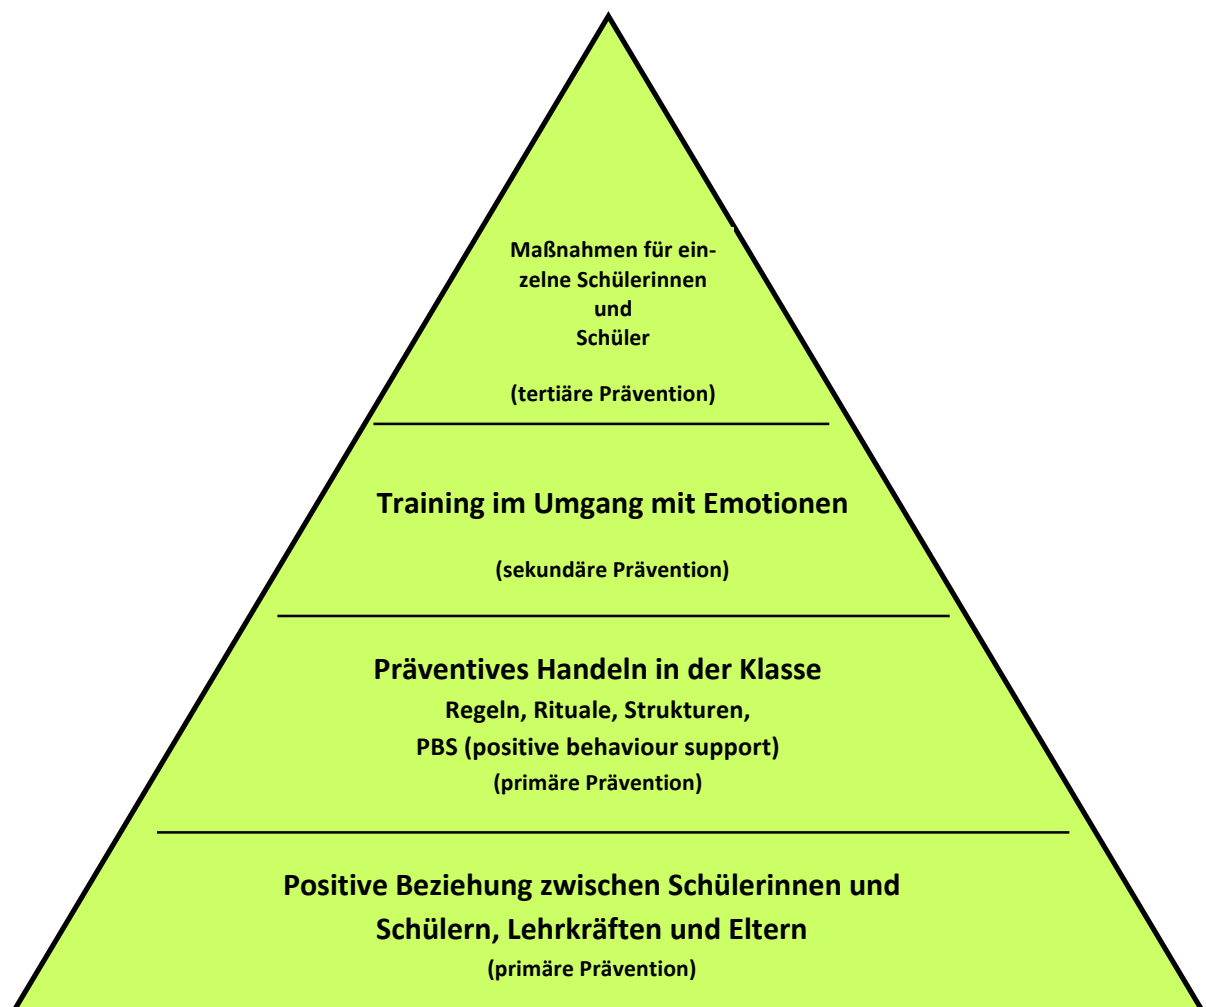 Maßnahmen für ein-
zelne Schülerinnen
und
Schüler
(tertiäre Prävention)
Training im Umgang mit Emotionen
(sekundäre Prävention)
Präventives Handeln in der Klasse
Regeln, Rituale, Strukturen,
PBS (positive behaviour support)
(primäre Prävention)
Positive Beziehung zwischen Schülerinnen und
Schülern, Lehrkräften und Eltern
(primäre Prävention)